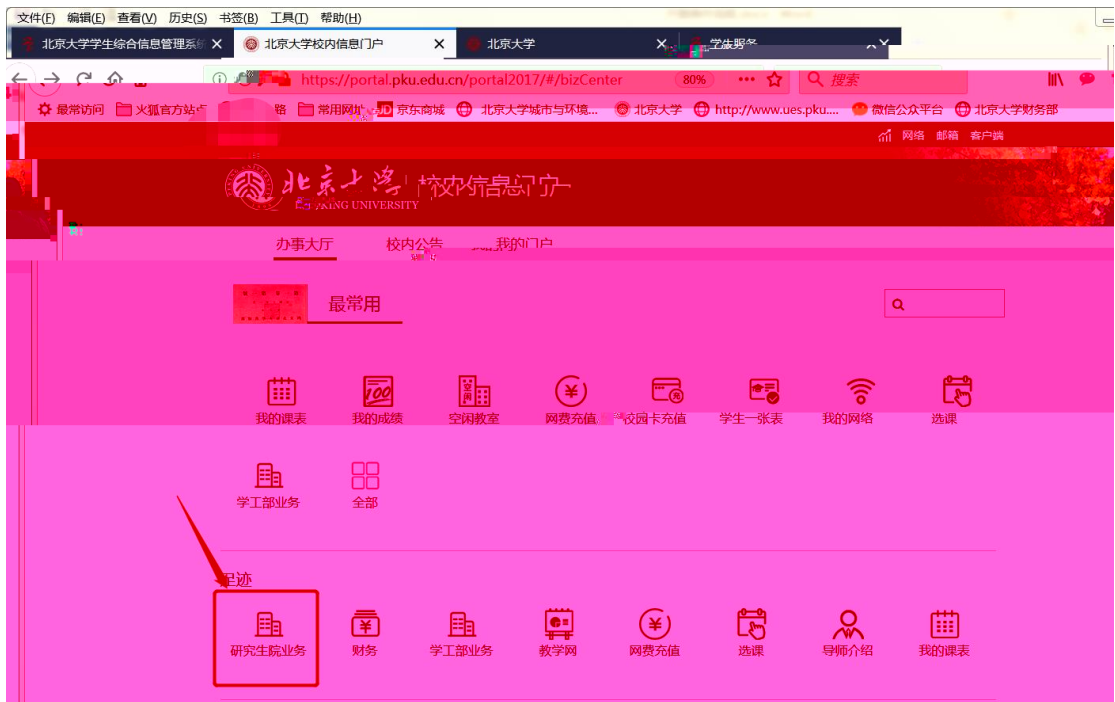 文件(F) 编辑(E) 查看(V) 历史(S) 书签(B) 工具(T) 帮助(H)
北京大学学生综合信息管理系统 北京大学校内信息门户 北京大学
https://portal.pku.edu.cn/portal2017/#/bizCenter 80% 搜索
最常访问 火狐官方站点 常用网址 京东商城 北京大学城市与环境... 北京大学 http://www.ues.pku.... 微信公众平台 北京大学财务部
网络 邮箱 客户端
北京大学 校内信息门户
PEKING UNIVERSITY
办事大厅 校内公告 我的门户
最常用
我的课表 我的成绩 空闲教室 网费充值 校园卡充值 学生一张表 我的网络 选课
学工部业务 全部
足迹
研究生院业务 财务 学工部业务 教学网 网费充值 选课 导师介绍 我的课表